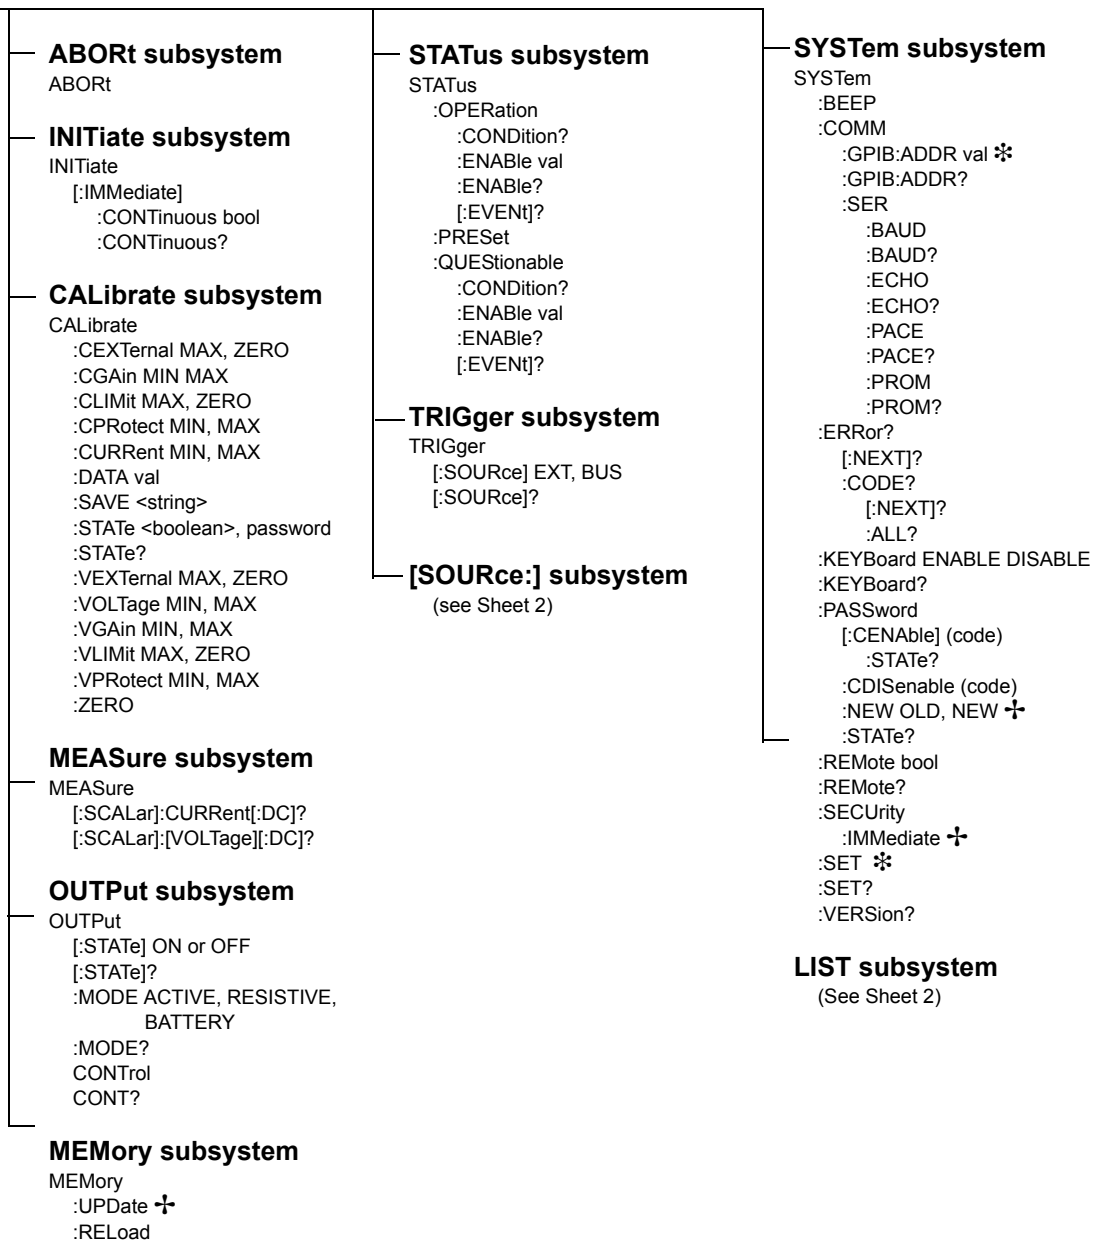 ABORt subsystem
ABORt
INITiate subsystem
INITiate
[:IMMediate]
:CONTinuous bool
:CONTinuous?
CALibrate subsystem
CALibrate
:CEXTernal MAX, ZERO
:CGAin MIN MAX
:CLIMit MAX, ZERO
:CPRotect MIN, MAX
:CURRent MIN, MAX
:DATA val
:SAVE <string>
:STATe <boolean>, password
:STATe?
:VEXTernal MAX, ZERO
:VOLTage MIN, MAX
:VGAin MIN, MAX
:VLIMit MAX, ZERO
:VPRotect MIN, MAX
:ZERO
MEASure subsystem
MEASure
[:SCALar]:CURRent[:DC]?
[:SCALar]:[VOLTage][:DC]?
OUTPut subsystem
OUTPut
[:STATe] ON or OFF
[:STATe]?
:MODE ACTIVE, RESISTIVE,
BATTERY
:MODE?
CONTrol
CONT?
MEMory subsystem
MEMory
:UPDate ✢
:RELoad
STATus subsystem
STATus
:OPERation
:CONDition?
:ENABle val
:ENABle?
[:EVENt]?
:PRESet
:QUEStionable
:CONDition?
:ENABle val
:ENABle?
[:EVENt]?
TRIGger subsystem
TRIGger
[:SOURce] EXT, BUS
[:SOURce]?
[SOURce:] subsystem
(see Sheet 2)
SYSTem subsystem
SYSTem
:BEEP
:COMM
:GPIB:ADDR val ✻
:GPIB:ADDR?
:SER
:BAUD
:BAUD?
:ECHO
:ECHO?
:PACE
:PACE?
:PROM
:PROM?
:ERRor?
[:NEXT]?
:CODE?
[:NEXT]?
:ALL?
:KEYBoard ENABLE DISABLE
:KEYBoard?
:PASSword
[:CENAble] (code)
:STATe?
:CDISenable (code)
:NEW OLD, NEW ✢
:STATe?
:REMote bool
:REMote?
:SECUrity
:IMMediate ✢
:SET ✻
:SET?
:VERSion?
LIST subsystem
(See Sheet 2)